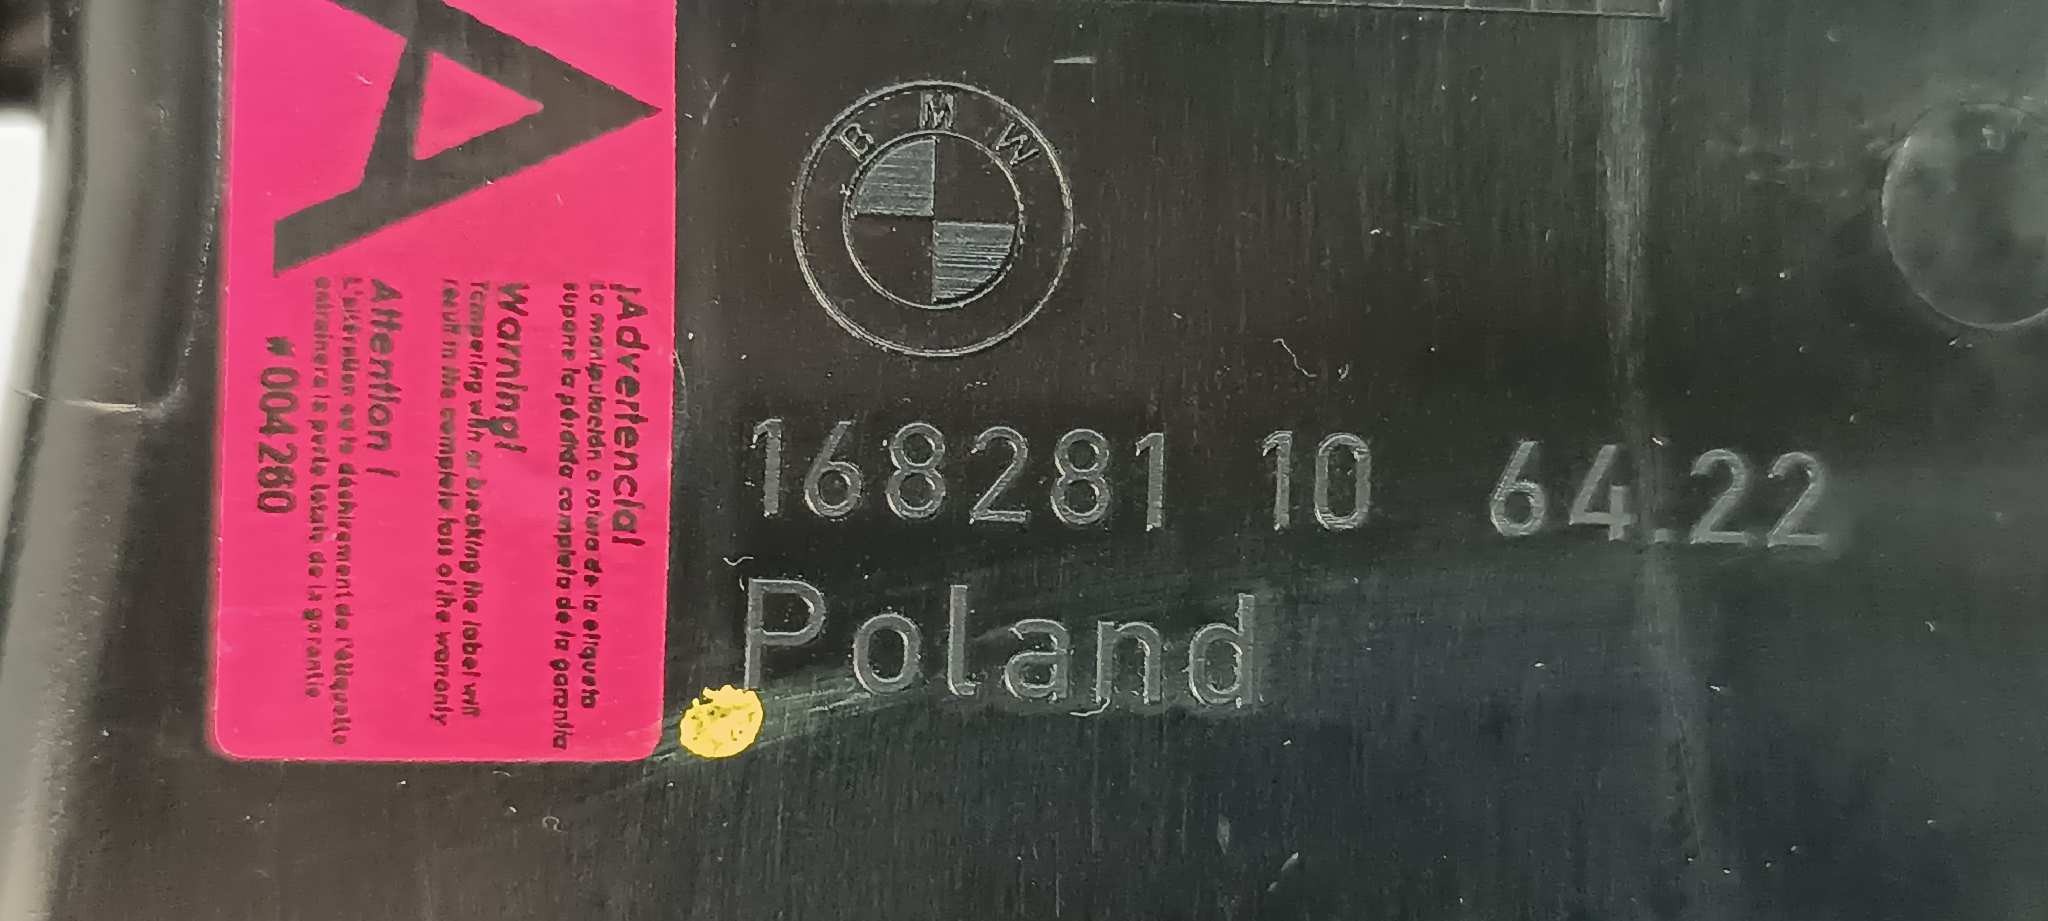 BMW
168281 10 64.22
Poland
¡Advertencia!
La manipulación o rotura de la etiqueta
supone la pérdida completa de la garantía
Warning!
Tampering with or breaking the label will
result in the complete loss of the warranty
Attention !
L'altération ou le déchirement de l'étiquette
entraînera la perte totale de la garantie
#0042680